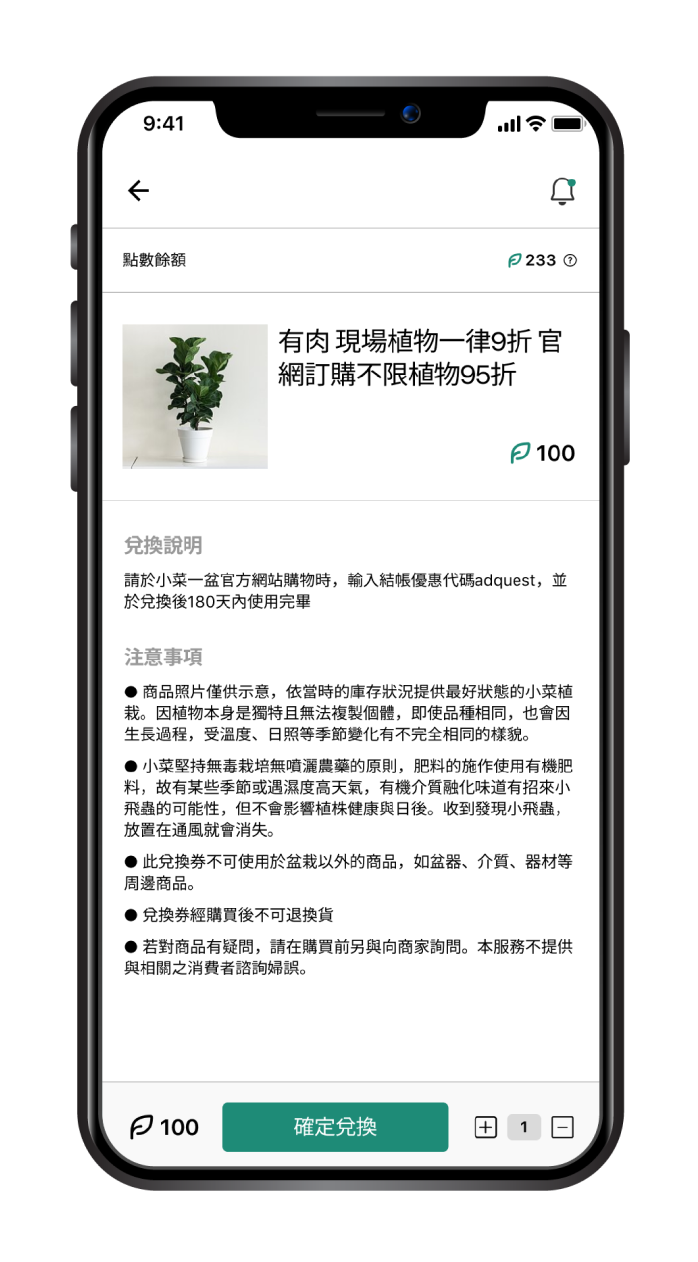 9:41
點數餘額
233 ?
有肉 現場植物一律9折 官
網訂購不限植物95折
100
兌換說明
請於小菜一盆官方網站購物時，輸入結帳優惠代碼adquest，並
於兌換後180天內使用完畢
注意事項
● 商品照片僅供示意，依當時的庫存狀況提供最好狀態的小菜植
栽。因植物本身是獨特且無法複製個體，即使品種相同，也會因
生長過程，受溫度、日照等季節變化有不完全相同的樣貌。
● 小菜堅持無毒栽培無噴灑農藥的原則，肥料的施作使用有機肥
料，故有某些季節或遇濕度高天氣，有機介質融化味道有招來小
飛蟲的可能性，但不會影響植株健康與日後。收到發現小飛蟲，
放置在通風就會消失。
● 此兌換券不可使用於盆栽以外的商品，如盆器、介質、器材等
周邊商品。
● 兌換券經購買後不可退換貨
● 若對商品有疑問，請在購買前另與向商家詢問。本服務不提供
與相關之消費者諮詢婦誤。
100 確定兌換 + 1 −